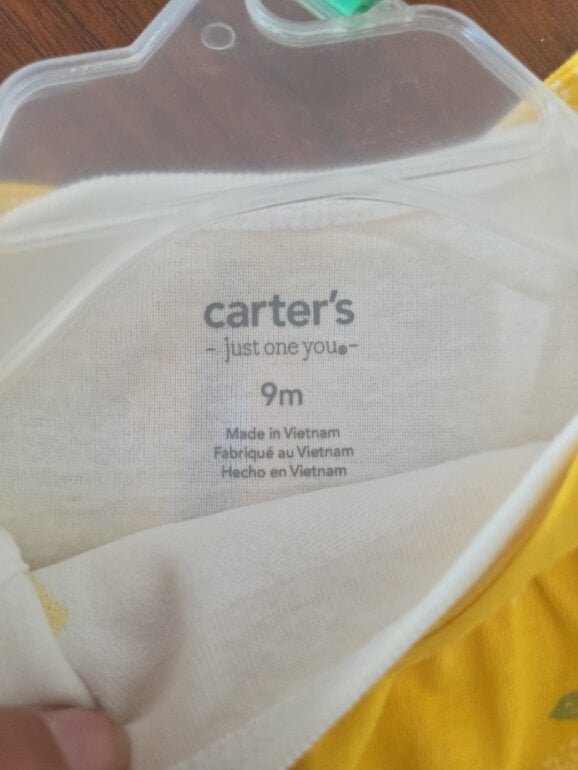 carter's
- just one you®-
9m
Made in Vietnam
Fabriqué au Vietnam
Hecho en Vietnam